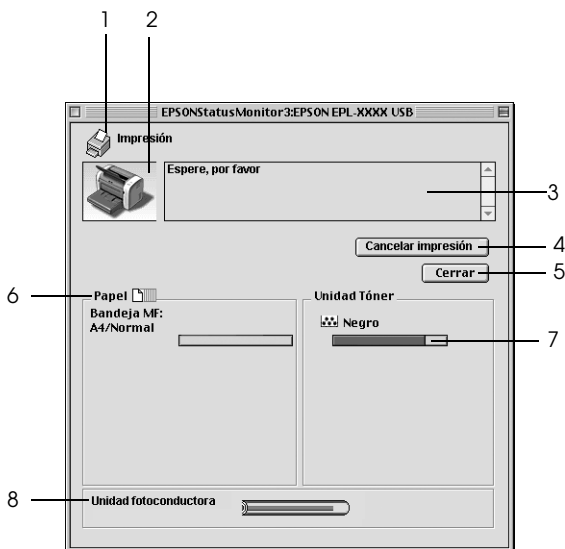 1 2
EPSONStatusMonitor3:EPSON EPL-XXXX USB
Impresión
Espere, por favor
3
Cancelar impresión 4
Cerrar 5
6 Papel
Bandeja MF:
A4/Normal
Unidad Tóner
Negro
7
8 Unidad fotoconductora